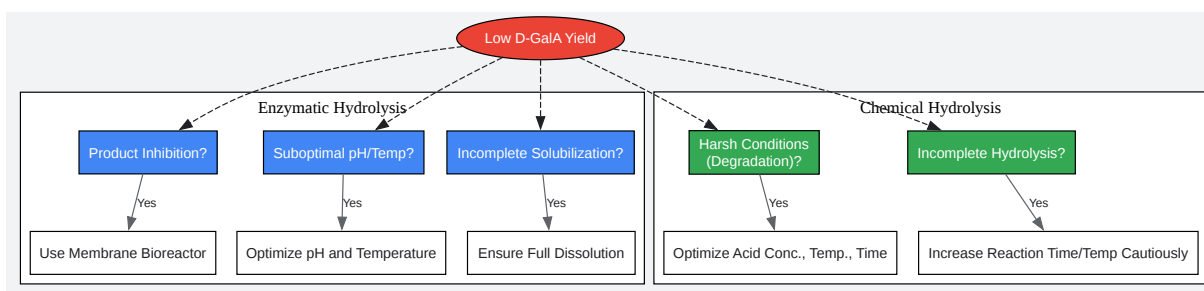 Low D-GalA Yield
Enzymatic Hydrolysis
Chemical Hydrolysis
Product Inhibition?
Suboptimal pH/Temp?
Incomplete Solubilization?
Harsh Conditions
(Degradation)?
Incomplete Hydrolysis?
Yes
Yes
Yes
Yes
Yes
Use Membrane Bioreactor
Optimize pH and Temperature
Ensure Full Dissolution
Optimize Acid Conc., Temp., Time
Increase Reaction Time/Temp Cautiously